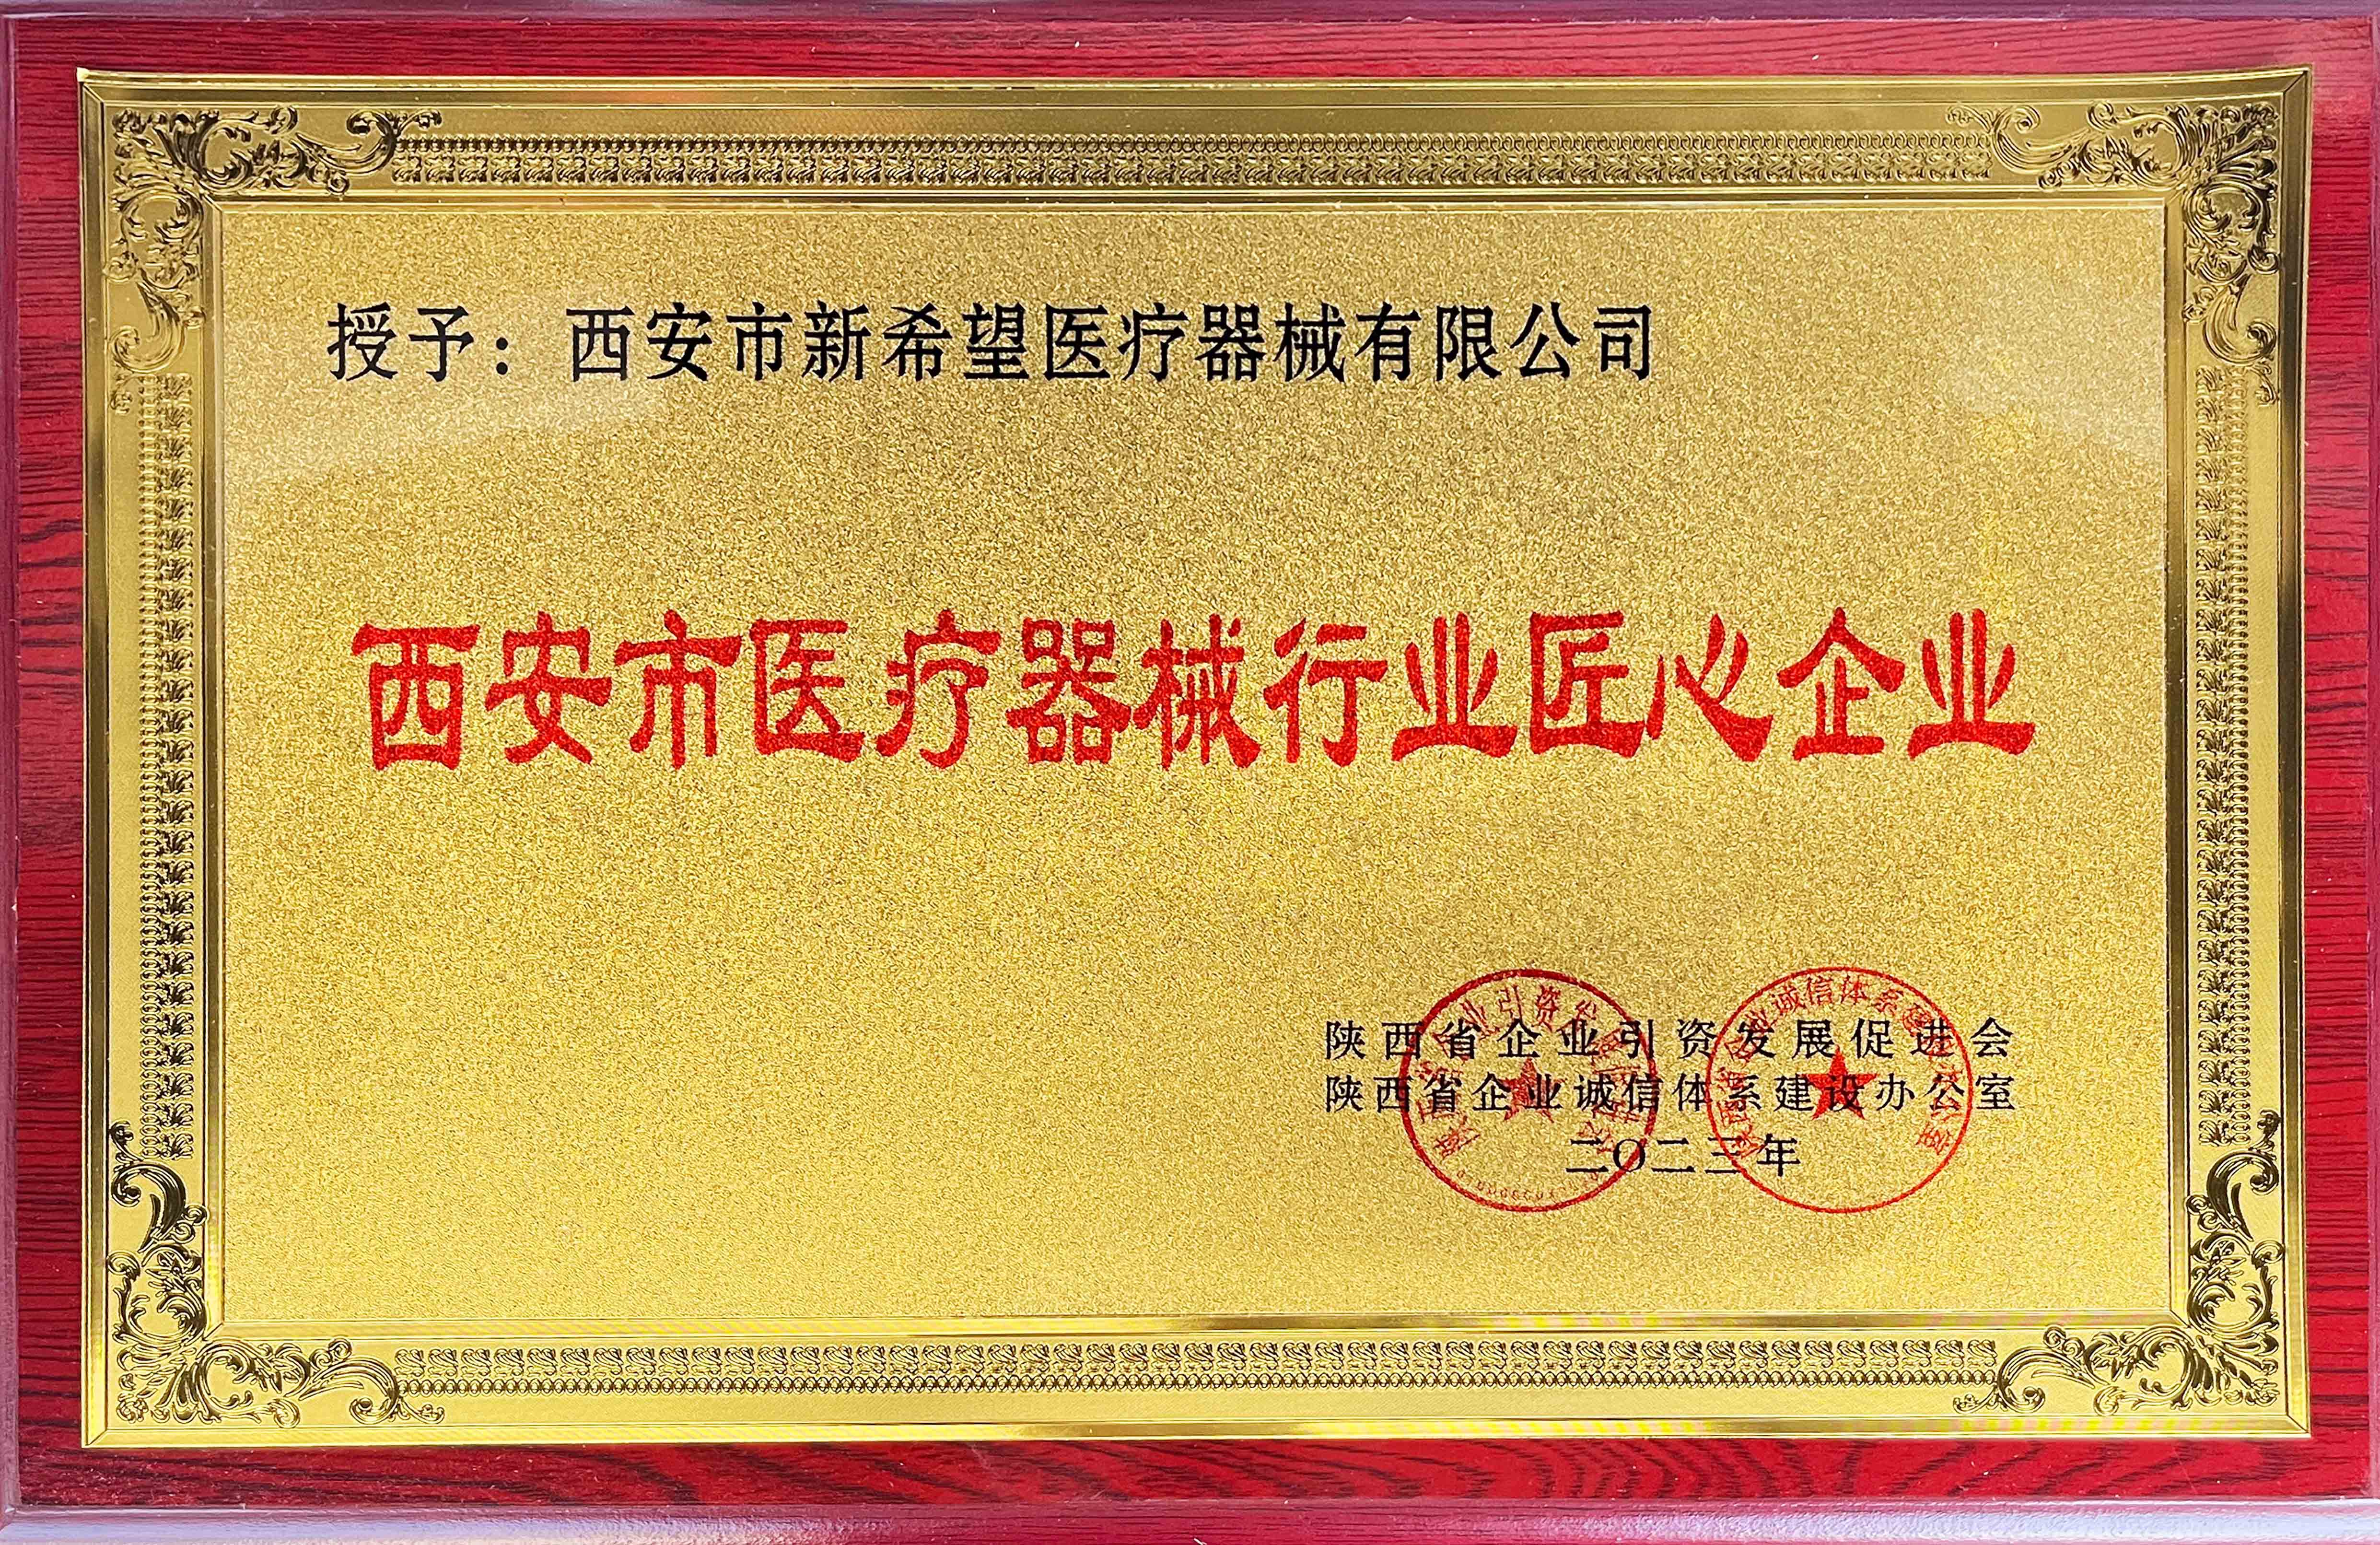 授予：西安市新希望医疗器械有限公司
西安市医疗器械行业匠心企业
陕西省企业引资发展促进会
陕西省企业诚信体系建设办公室
二〇二三年